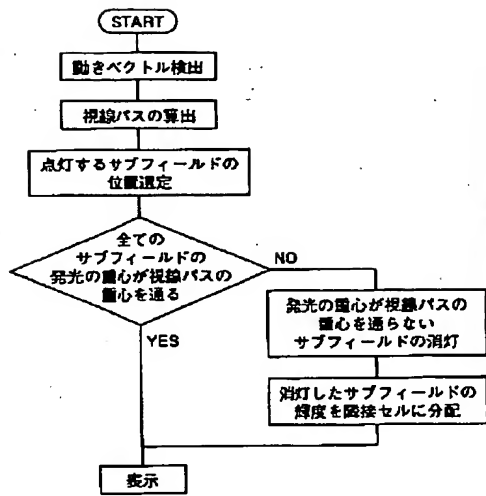 START
動きベクトル検出
視線パスの算出
点灯するサブフィールドの
位置選定
全ての
サブフィールドの
発光の重心が視線パスの
重心を通る
NO
YES
発光の重心が視線パスの
重心を通らない
サブフィールドの消灯
消灯したサブフィールドの
輝度を隣接セルに分配
表示